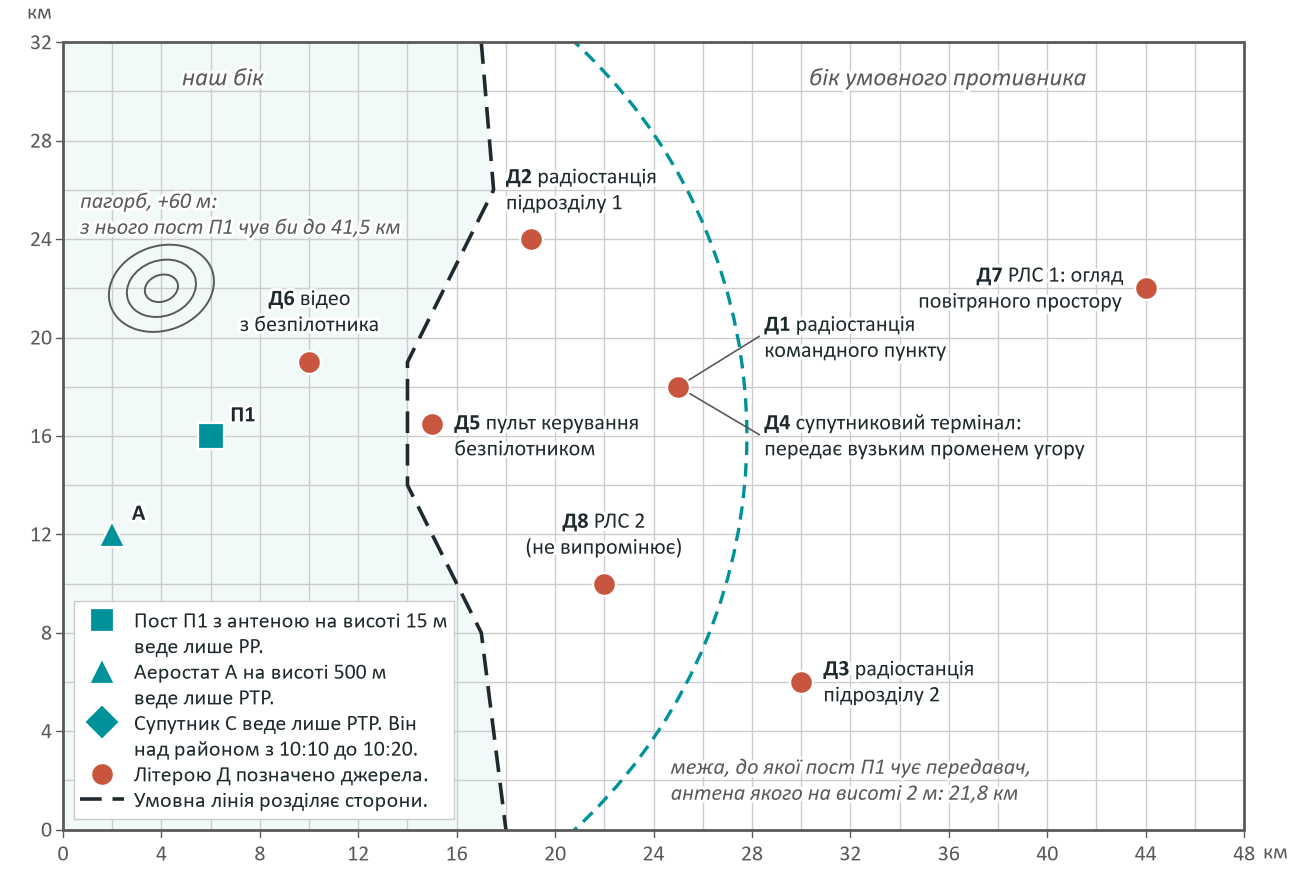 км
32
28
24
20
16
12
8
4
0
наш бік
бік умовного противника
пагорб, +60 м:
з нього пост П1 чув би до 41,5 км
Д2 радіостанція
підрозділу 1
Д6 відео
з безпілотника
Д7 РЛС 1: огляд
повітряного простору
Д1 радіостанція
командного пункту
П1
Д5 пульт керування
безпілотником
Д4 супутниковий термінал:
передає вузьким променем угору
А
Д8 РЛС 2
(не випромінює)
Д3 радіостанція
підрозділу 2
межа, до якої пост П1 чує передавач,
антена якого на висоті 2 м: 21,8 км
Пост П1 з антеною на висоті 15 м
веде лише РР.
Аеростат А на висоті 500 м
веде лише РТР.
Супутник С веде лише РТР. Він
над районом з 10:10 до 10:20.
Літерою Д позначено джерела.
Умовна лінія розділяє сторони.
0 4 8 12 16 20 24 28 32 36 40 44 48 км